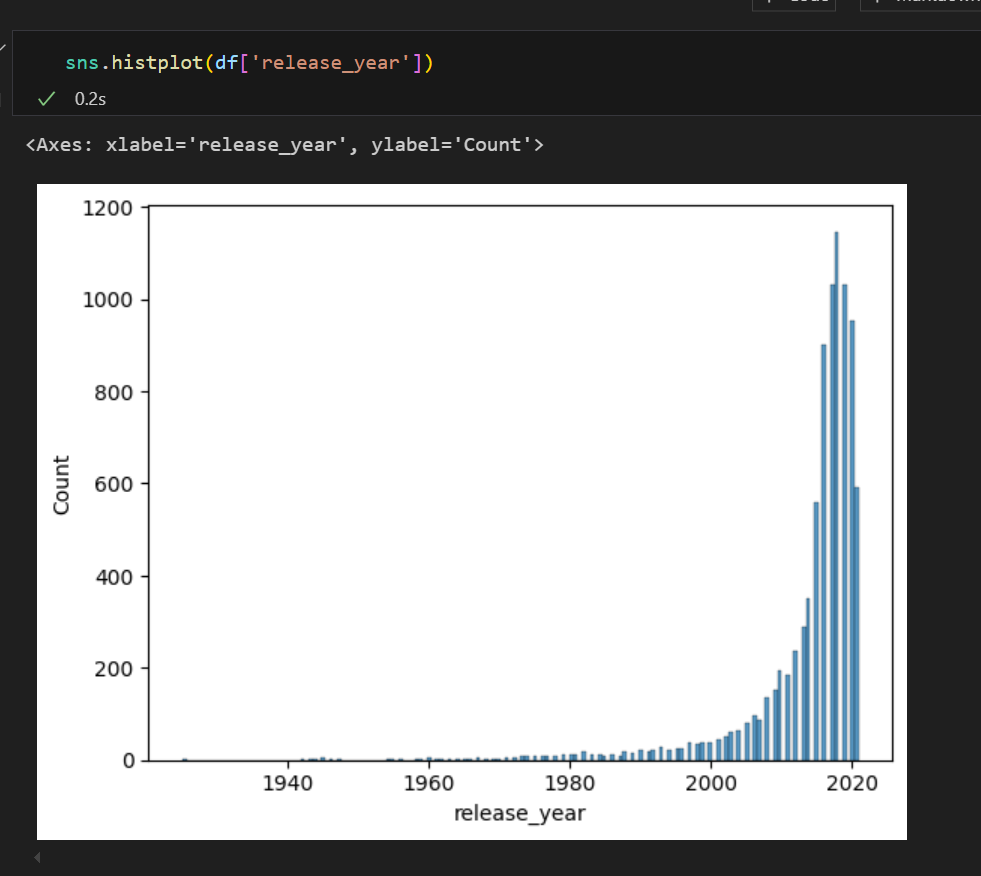 sns.histplot(df['release_year'])
0.2s
<Axes: xlabel='release_year', ylabel='Count'>
1200
1000
800
600
400
200
0
Count
1940 1960 1980 2000 2020
release_year